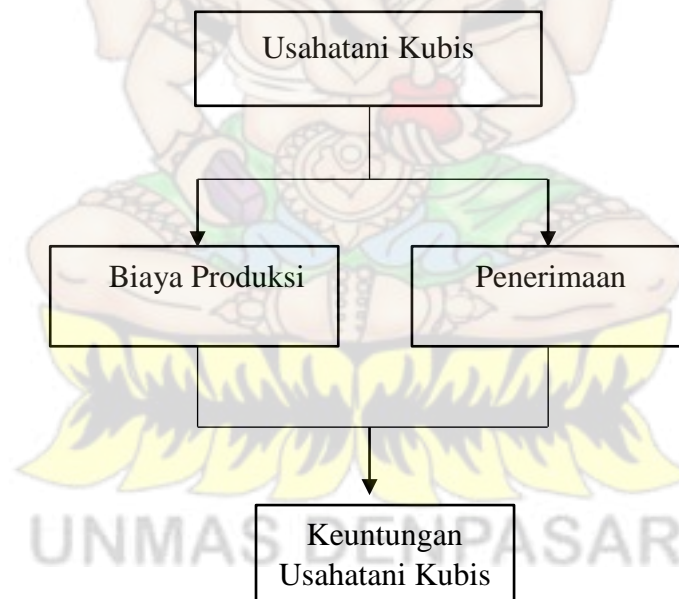 Usahatani Kubis
Biaya Produksi
Penerimaan
UNMAS DENPASAR
Keuntungan
Usahatani Kubis